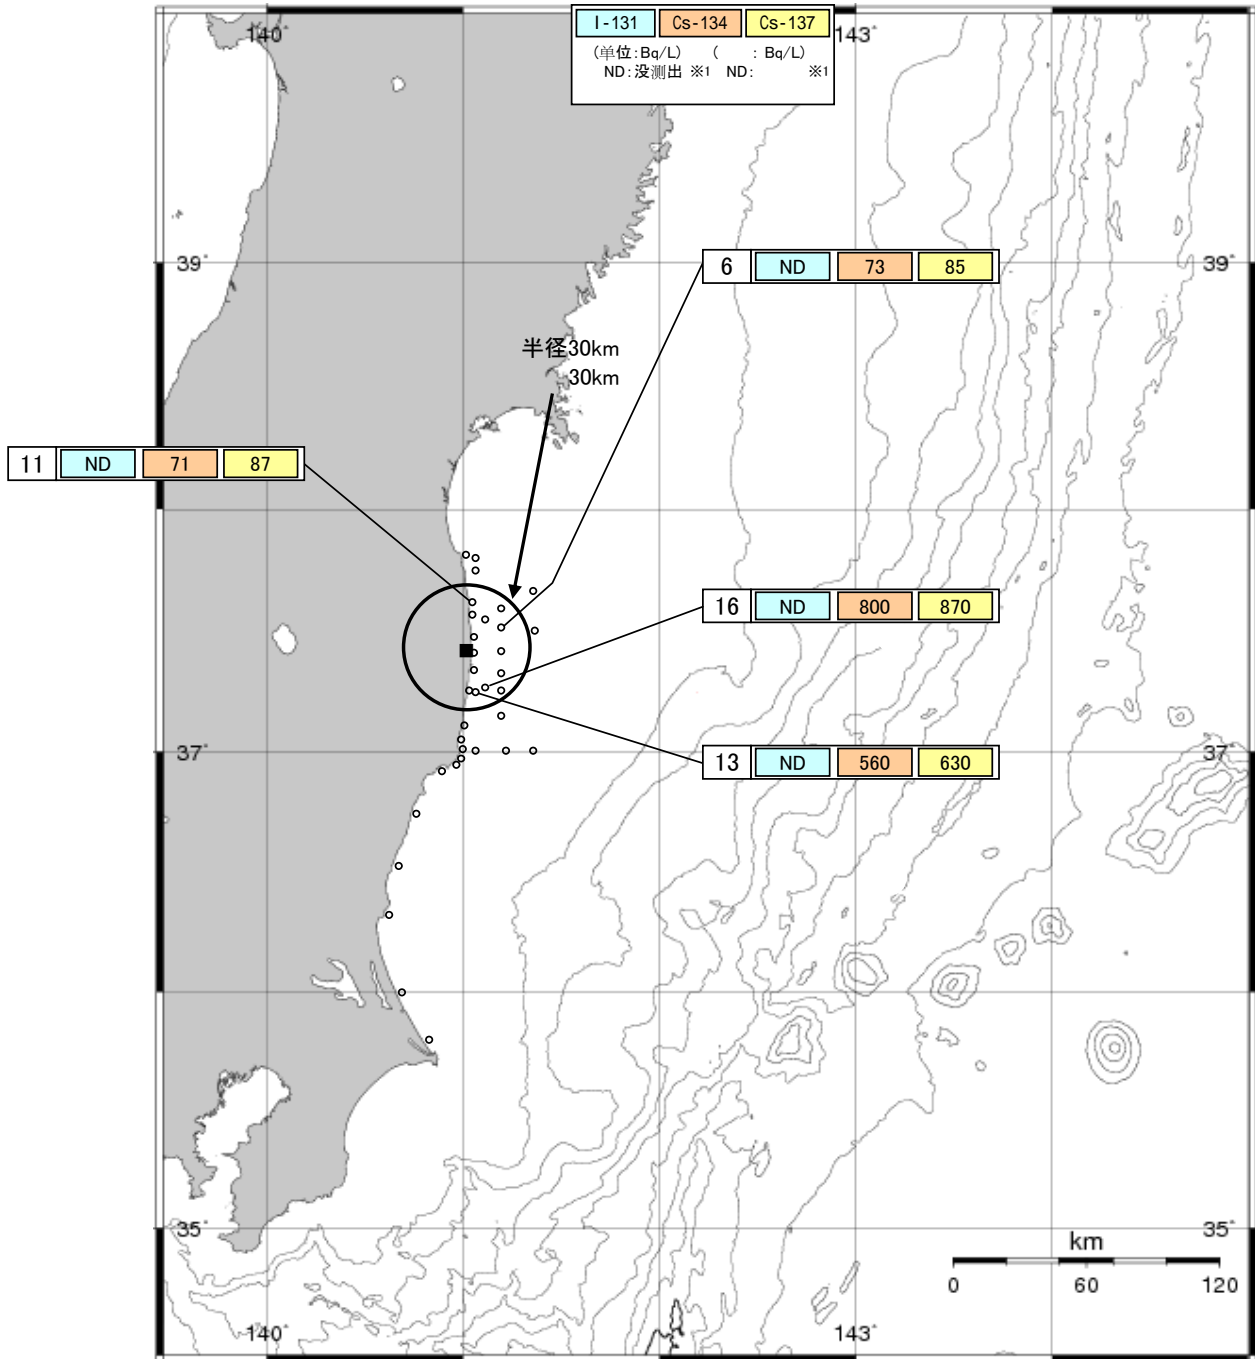 I-131 Cs-134 Cs-137
(单位:Bq/L) ( : Bq/L)
ND:没测出 ※1 ND: ※1
140° 143°
39° 39°
6 ND 73 85
半径30km
30km
11 ND 71 87
16 ND 800 870
37° 37°
13 ND 560 630
35° 35°
km
0 60 120
140° 143°